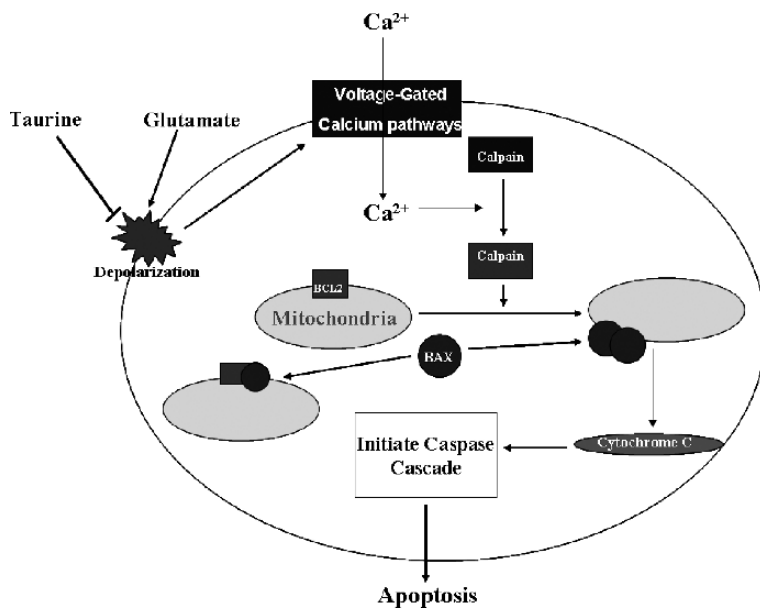 Ca²⁺
Voltage-Gated
Calcium pathways
Taurine
Glutamate
Calpain
Ca²⁺
Depolarization
Calpain
BCL2
Mitochondria
BAX
Initiate Caspase
Cascade
Cytochrome C
Apoptosis